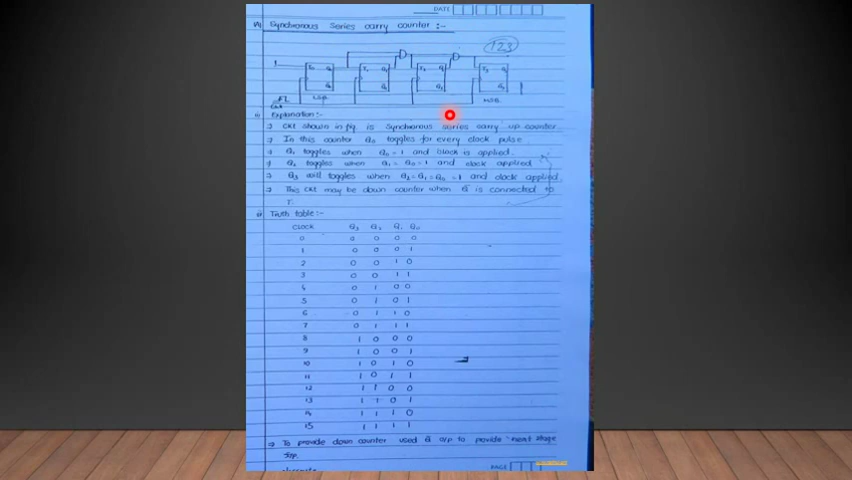 DATE
Synchronous Series carry counter :-
123
1 T0 Q0 T1 Q1 T2 Q2 T3 Q3
LSB MSB
Explanation :-
→ CKT shown in fig. is Synchronous series carry up counter
→ In this counter Q0 toggles for every clock pulse
→ Q1 toggles when Q0 = 1 and clock is applied.
→ Q2 toggles when Q1 = Q0 = 1 and clock applied
→ Q3 will toggles when Q2 = Q1 = Q0 = 1 and clock applied
→ This CKT may be down counter when Q̅ is connected to
T.
Truth table :-
Clock Q3 Q2 Q1 Q0
0 0 0 0 0
1 0 0 0 1
2 0 0 1 0
3 0 0 1 1
4 0 1 0 0
5 0 1 0 1
6 0 1 1 0
7 0 1 1 1
8 1 0 0 0
9 1 0 0 1
10 1 0 1 0
11 1 0 1 1
12 1 1 0 0
13 1 1 0 1
14 1 1 1 0
15 1 1 1 1
⇒ To provide down counter used Q̅ o/p to provide next stage
PAGE